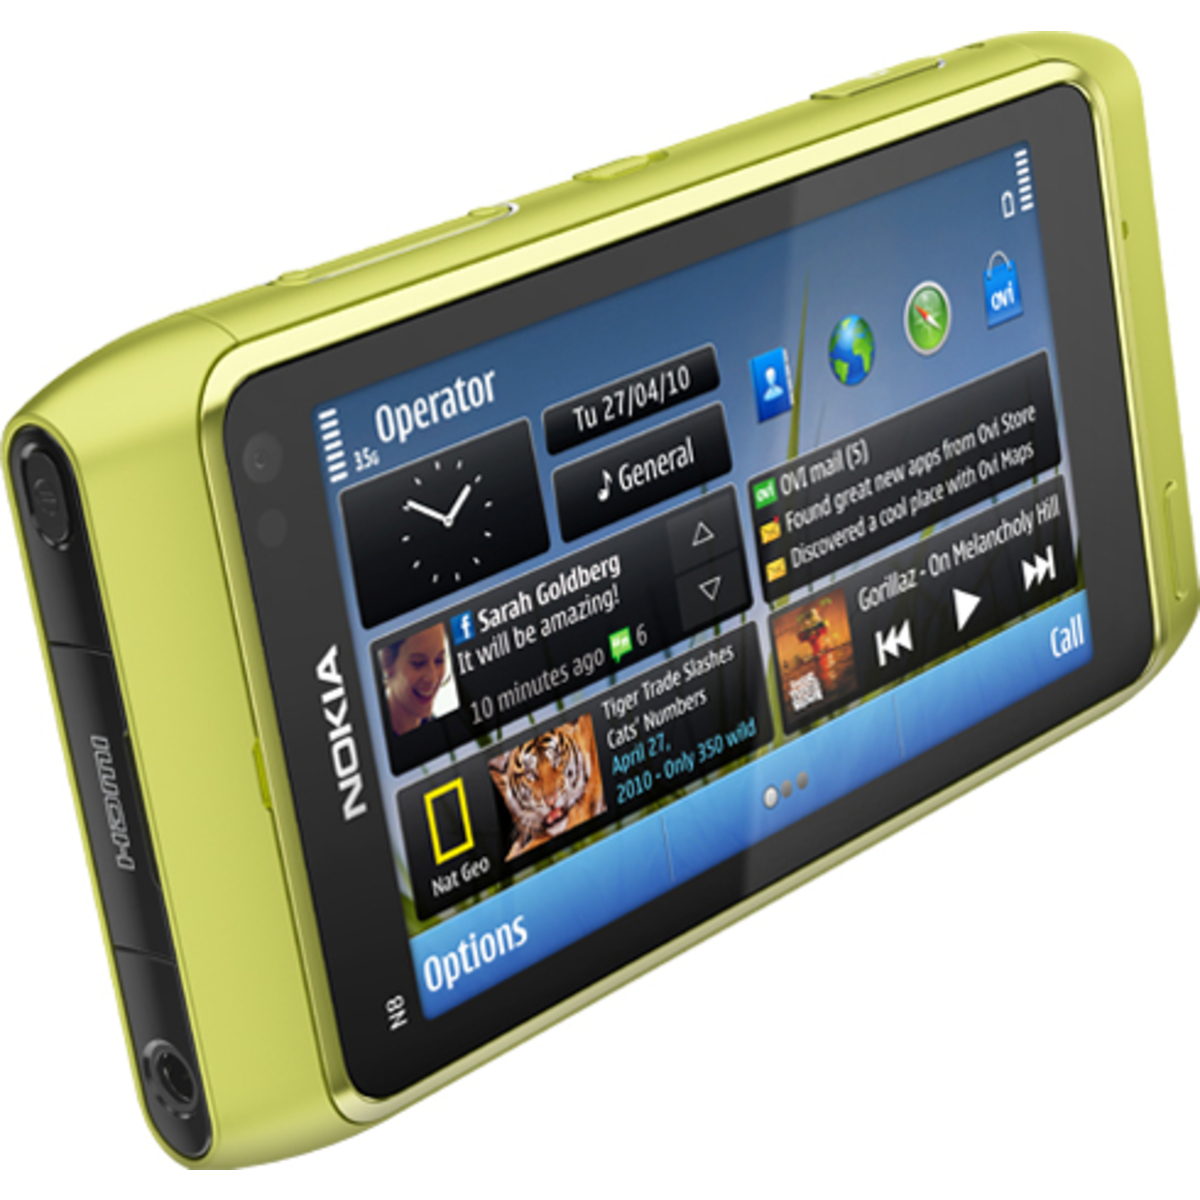 3.5G
Operator
Tu 27/04/10
General
Sarah Goldberg
It will be amazing!
10 minutes ago
6
Nat Geo
Tiger Trade Slashes
Cats' Numbers
April 27,
2010 - Only 350 wild
ovi
ovi
OVI mail (5)
Found great new apps from Ovi Store
Discovered a cool place with Ovi Maps
Gorillaz - On Melancholy Hill
Options
Call
NOKIA
N8
HDMI